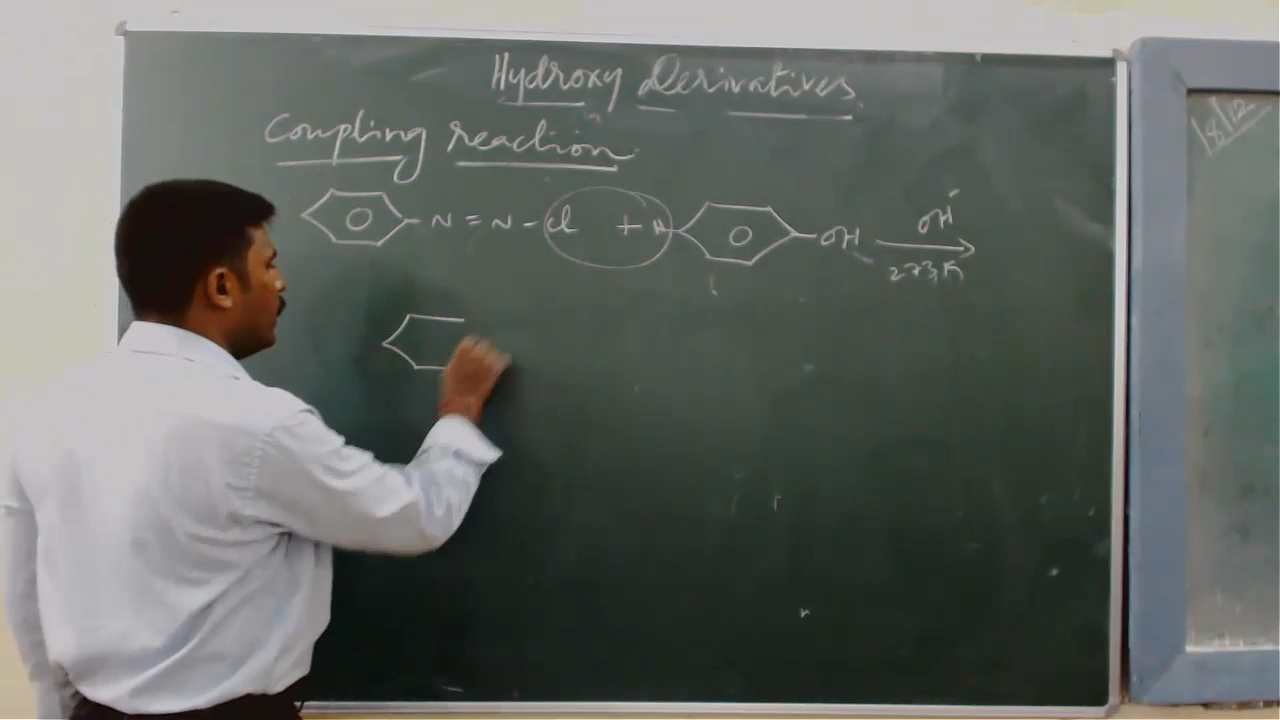 Hydroxy Derivatives
Coupling reaction
N = N - Cl + H OH OH⁻
273K
18/12